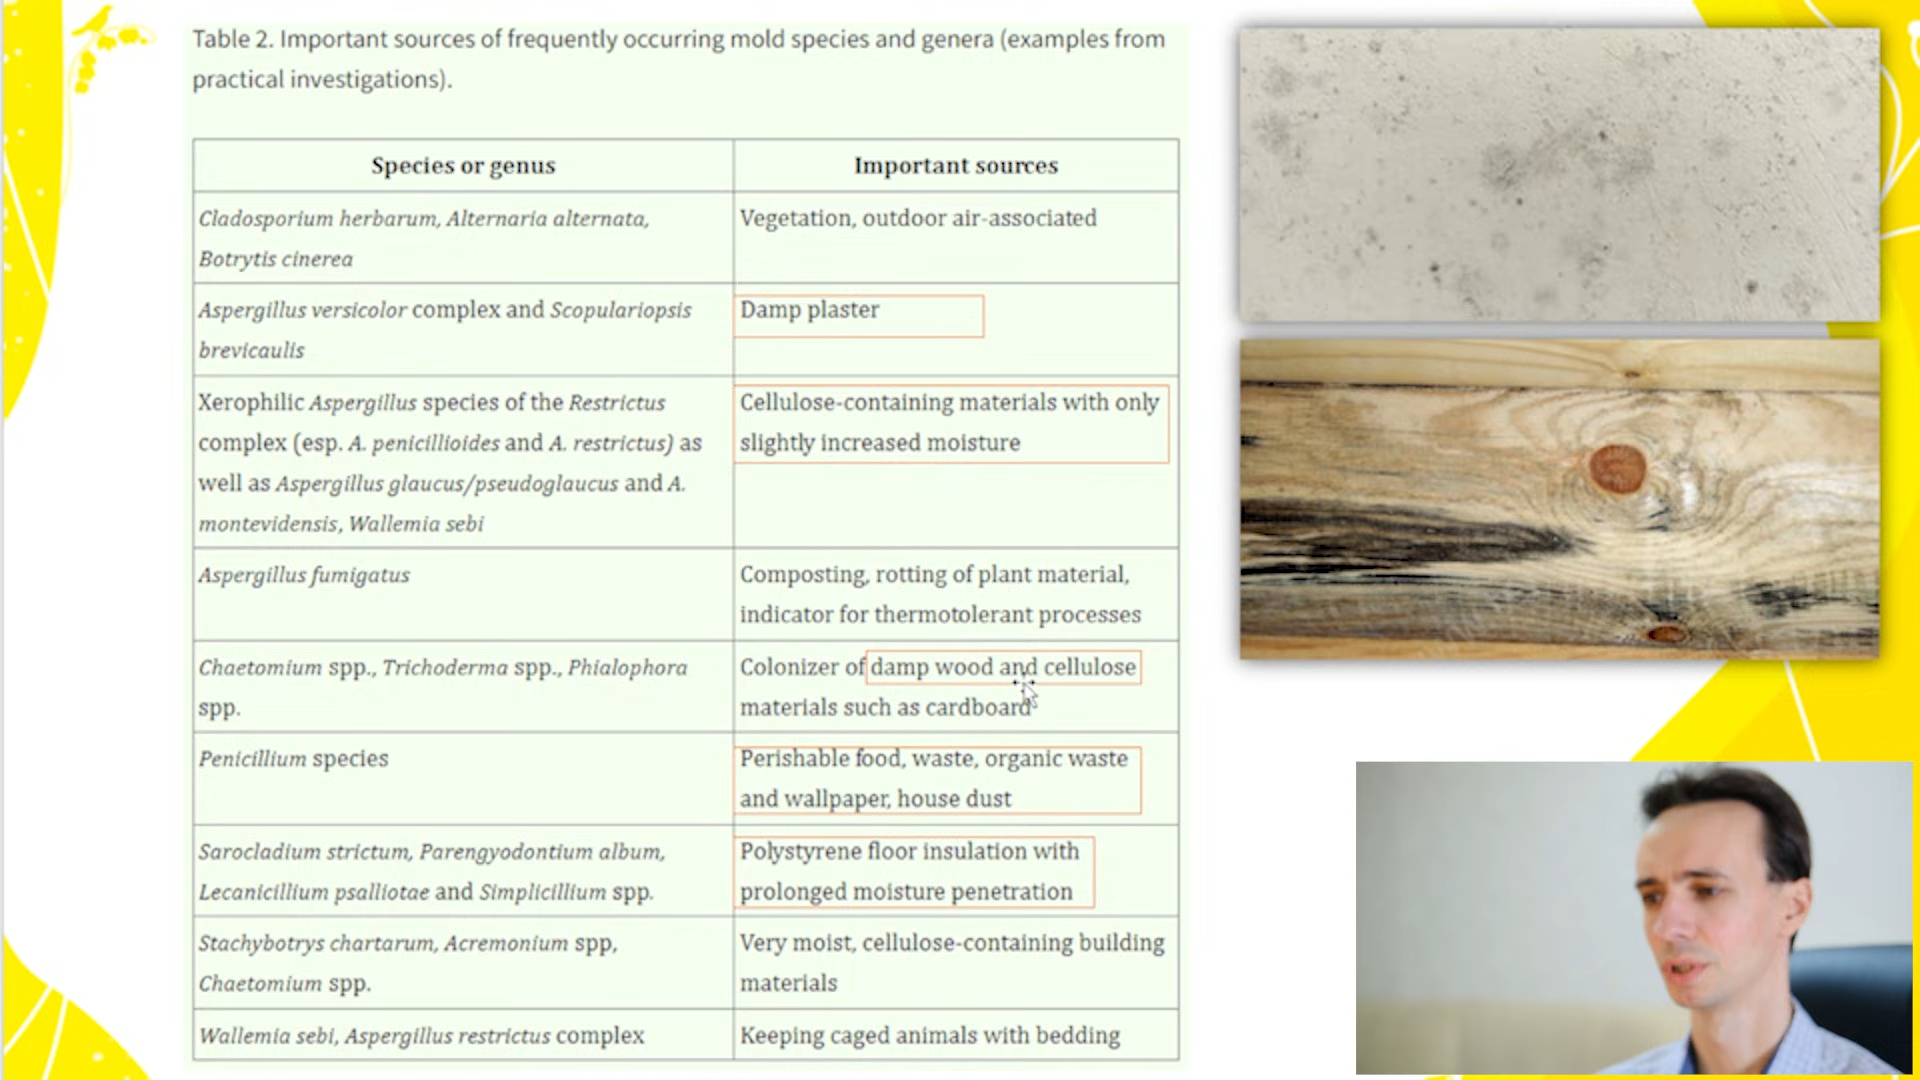 Table 2. Important sources of frequently occurring mold species and genera (examples from
practical investigations).
Species or genus
Important sources
Cladosporium herbarum, Alternaria alternata,
Botrytis cinerea
Vegetation, outdoor air-associated
Aspergillus versicolor complex and Scopulariopsis
brevicaulis
Damp plaster
Xerophilic Aspergillus species of the Restrictus
complex (esp. A. penicillioides and A. restrictus) as
well as Aspergillus glaucus/pseudoglaucus and A.
montevidensis, Wallemia sebi
Cellulose-containing materials with only
slightly increased moisture
Aspergillus fumigatus
Composting, rotting of plant material,
indicator for thermotolerant processes
Chaetomium spp., Trichoderma spp., Phialophora
spp.
Colonizer of damp wood and cellulose
materials such as cardboard
Penicillium species
Perishable food, waste, organic waste
and wallpaper, house dust
Sarocladium strictum, Parengyodontium album,
Lecanicillium psalliotae and Simplicillium spp.
Polystyrene floor insulation with
prolonged moisture penetration
Stachybotrys chartarum, Acremonium spp,
Chaetomium spp.
Very moist, cellulose-containing building
materials
Wallemia sebi, Aspergillus restrictus complex
Keeping caged animals with bedding